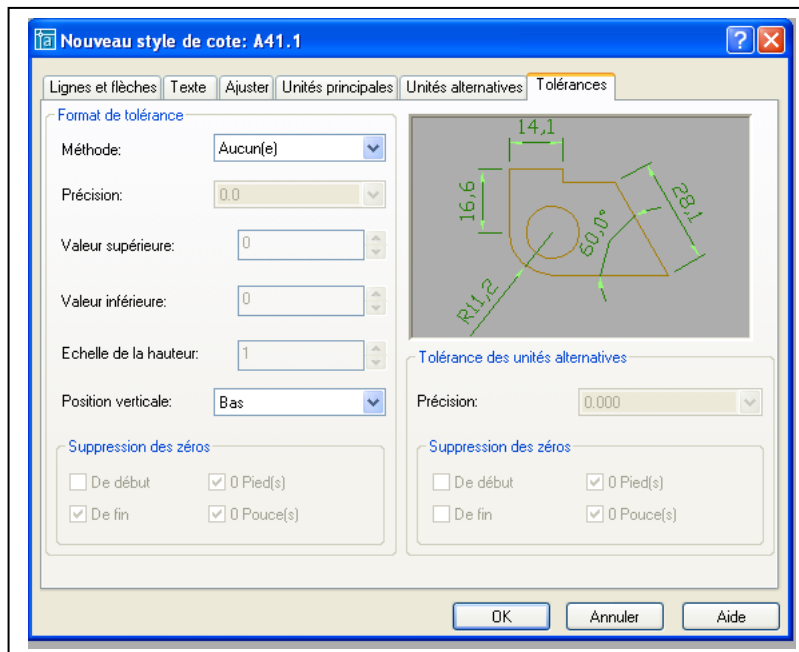 Nouveau style de cote: A41.1
Lignes et flèches Texte Ajuster Unités principales Unités alternatives Tolérances
Format de tolérance
Méthode: Aucun(e)
Précision: 0.0
Valeur supérieure: 0
Valeur inférieure: 0
Echelle de la hauteur: 1
Position verticale: Bas
Suppression des zéros
De début 0 Pied(s)
De fin 0 Pouce(s)
14,1
16,6
28,1
60,0°
R11,2
Tolérance des unités alternatives
Précision: 0.000
Suppression des zéros
De début 0 Pied(s)
De fin 0 Pouce(s)
OK Annuler Aide